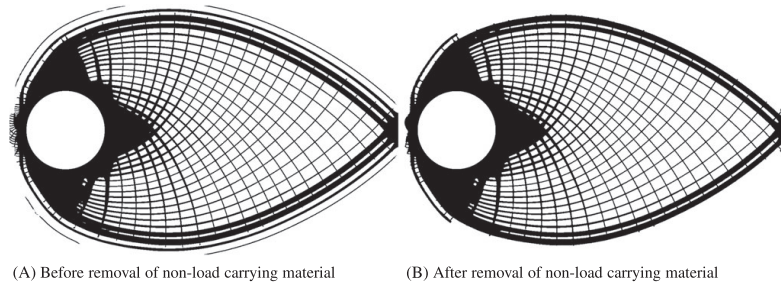 (A) Before removal of non-load carrying material
(B) After removal of non-load carrying material